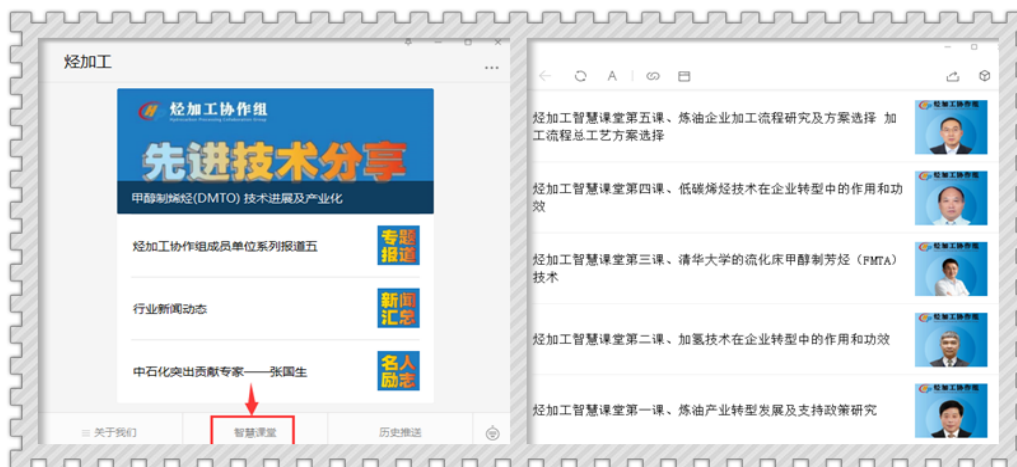 烃加工
烃加工协作组
先进技术分享
甲醇制烯烃(DMTO) 技术进展及产业化
烃加工协作组成员单位系列报道五
专题
报道
行业新闻动态
新闻
汇总
中石化突出贡献专家——张国生
名人
励志
关于我们
智慧课堂
历史推送
A
烃加工智慧课堂第五课、炼油企业加工流程研究及方案选择 加
工流程总工艺方案选择
烃加工协作组
烃加工智慧课堂第四课、低碳烯烃技术在企业转型中的作用和功
效
烃加工协作组
烃加工智慧课堂第三课、清华大学的流化床甲醇制芳烃（FMTA）
技术
烃加工协作组
烃加工智慧课堂第二课、加氢技术在企业转型中的作用和功效
烃加工协作组
烃加工智慧课堂第一课、炼油产业转型发展及支持政策研究
烃加工协作组